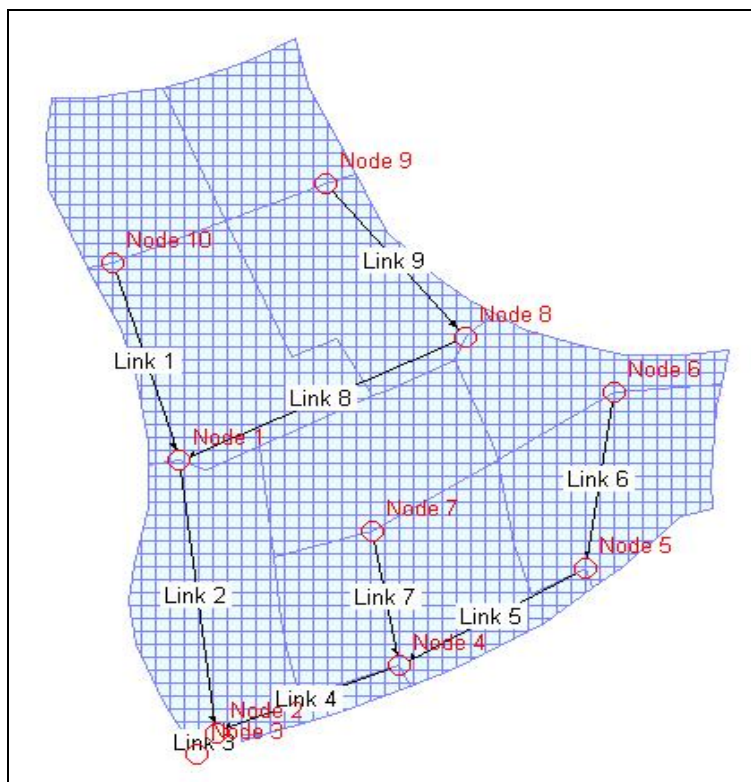 Node 9
Node 10
Link 9
Node 8
Link 1
Node 6
Link 8
Node 1
Link 6
Node 7
Node 5
Link 2
Link 7
Link 5
Node 4
Link 4
Node 2
Node 3
Link 3